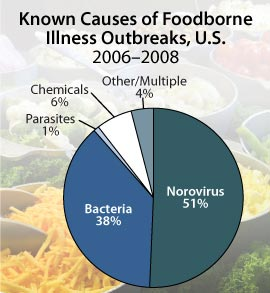 Known Causes of Foodborne
Illness Outbreaks, U.S.
2006–2008
Other/Multiple
4%
Chemicals
6%
Parasites
1%
Norovirus
51%
Bacteria
38%